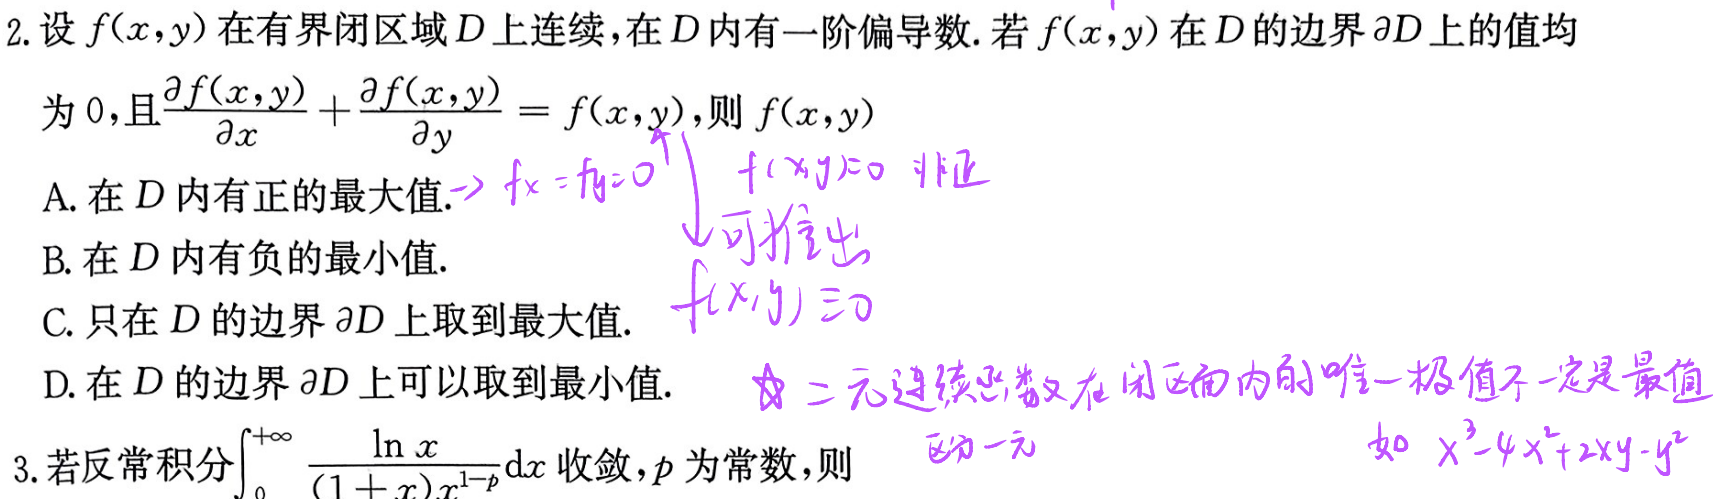 2. 设 f(x,y) 在有界闭区域 D 上连续,在 D 内有一阶偏导数. 若 f(x,y) 在 D 的边界 ∂D 上的值均
为 0,且 ∂f(x,y)/∂x + ∂f(x,y)/∂y = f(x,y),则 f(x,y)
A. 在 D 内有正的最大值. → fx = fy = 0 f(x,y)=0 非正
B. 在 D 内有负的最小值. 可推出
C. 只在 D 的边界 ∂D 上取到最大值. f(x,y) ≡ 0
D. 在 D 的边界 ∂D 上可以取到最小值. ☆ 二元连续函数在闭区间内的唯一极值不一定是最值
区分一元 如 x³-4x²+2xy-y²
3. 若反常积分 ∫₀^{+∞} ln x/((1+x)x^{1-p}) dx 收敛, p 为常数,则